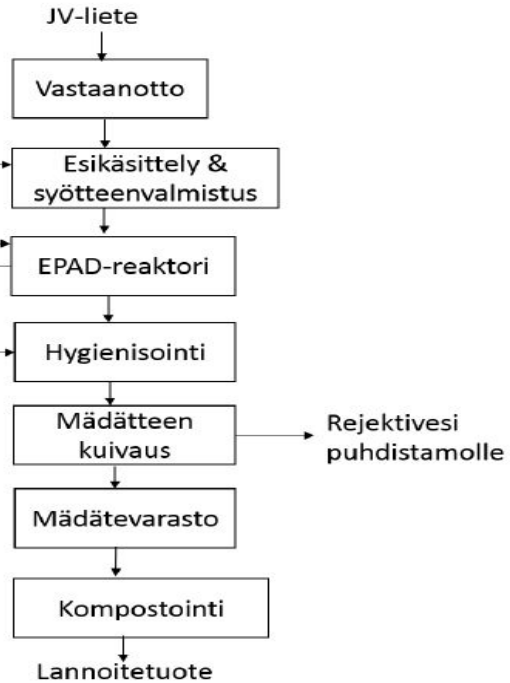 JV-liete
Vastaanotto
Esikäsittely &
syötteenvalmistus
EPAD-reaktori
Hygienisointi
Mädätteen
kuivaus
Rejektivesi
puhdistamolle
Mädätevarasto
Kompostointi
Lannoitetuote